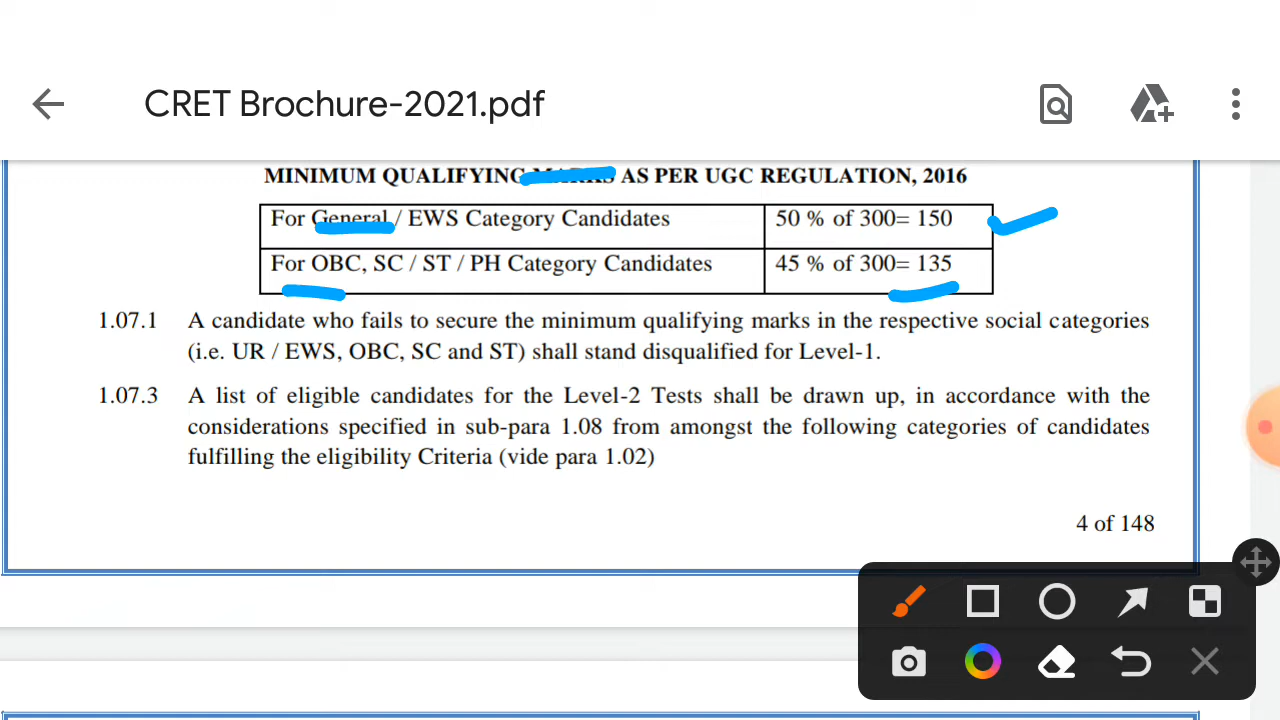 CRET Brochure-2021.pdf
MINIMUM QUALIFYING MARKS AS PER UGC REGULATION, 2016
For General / EWS Category Candidates 50 % of 300= 150
For OBC, SC / ST / PH Category Candidates 45 % of 300= 135
1.07.1 A candidate who fails to secure the minimum qualifying marks in the respective social categories
(i.e. UR / EWS, OBC, SC and ST) shall stand disqualified for Level-1.
1.07.3 A list of eligible candidates for the Level-2 Tests shall be drawn up, in accordance with the
considerations specified in sub-para 1.08 from amongst the following categories of candidates
fulfilling the eligibility Criteria (vide para 1.02)
4 of 148